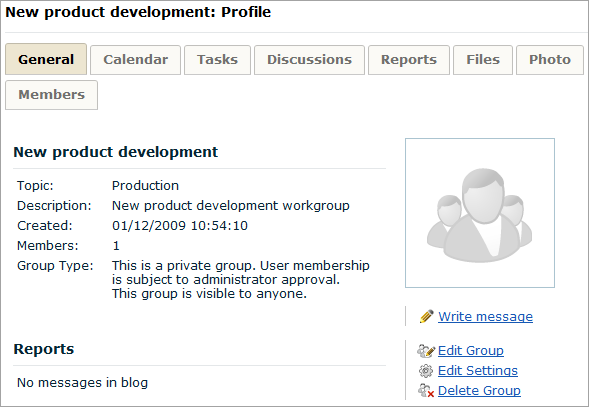 New product development: Profile
General Calendar Tasks Discussions Reports Files Photo
Members
New product development
Topic: Production
Description: New product development workgroup
Created: 01/12/2009 10:54:10
Members: 1
Group Type: This is a private group. User membership
is subject to administrator approval.
This group is visible to anyone.
Write message
Edit Group
Edit Settings
Delete Group
Reports
No messages in blog